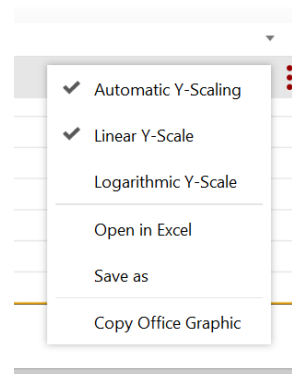 Automatic Y-Scaling
Linear Y-Scale
Logarithmic Y-Scale
Open in Excel
Save as
Copy Office Graphic